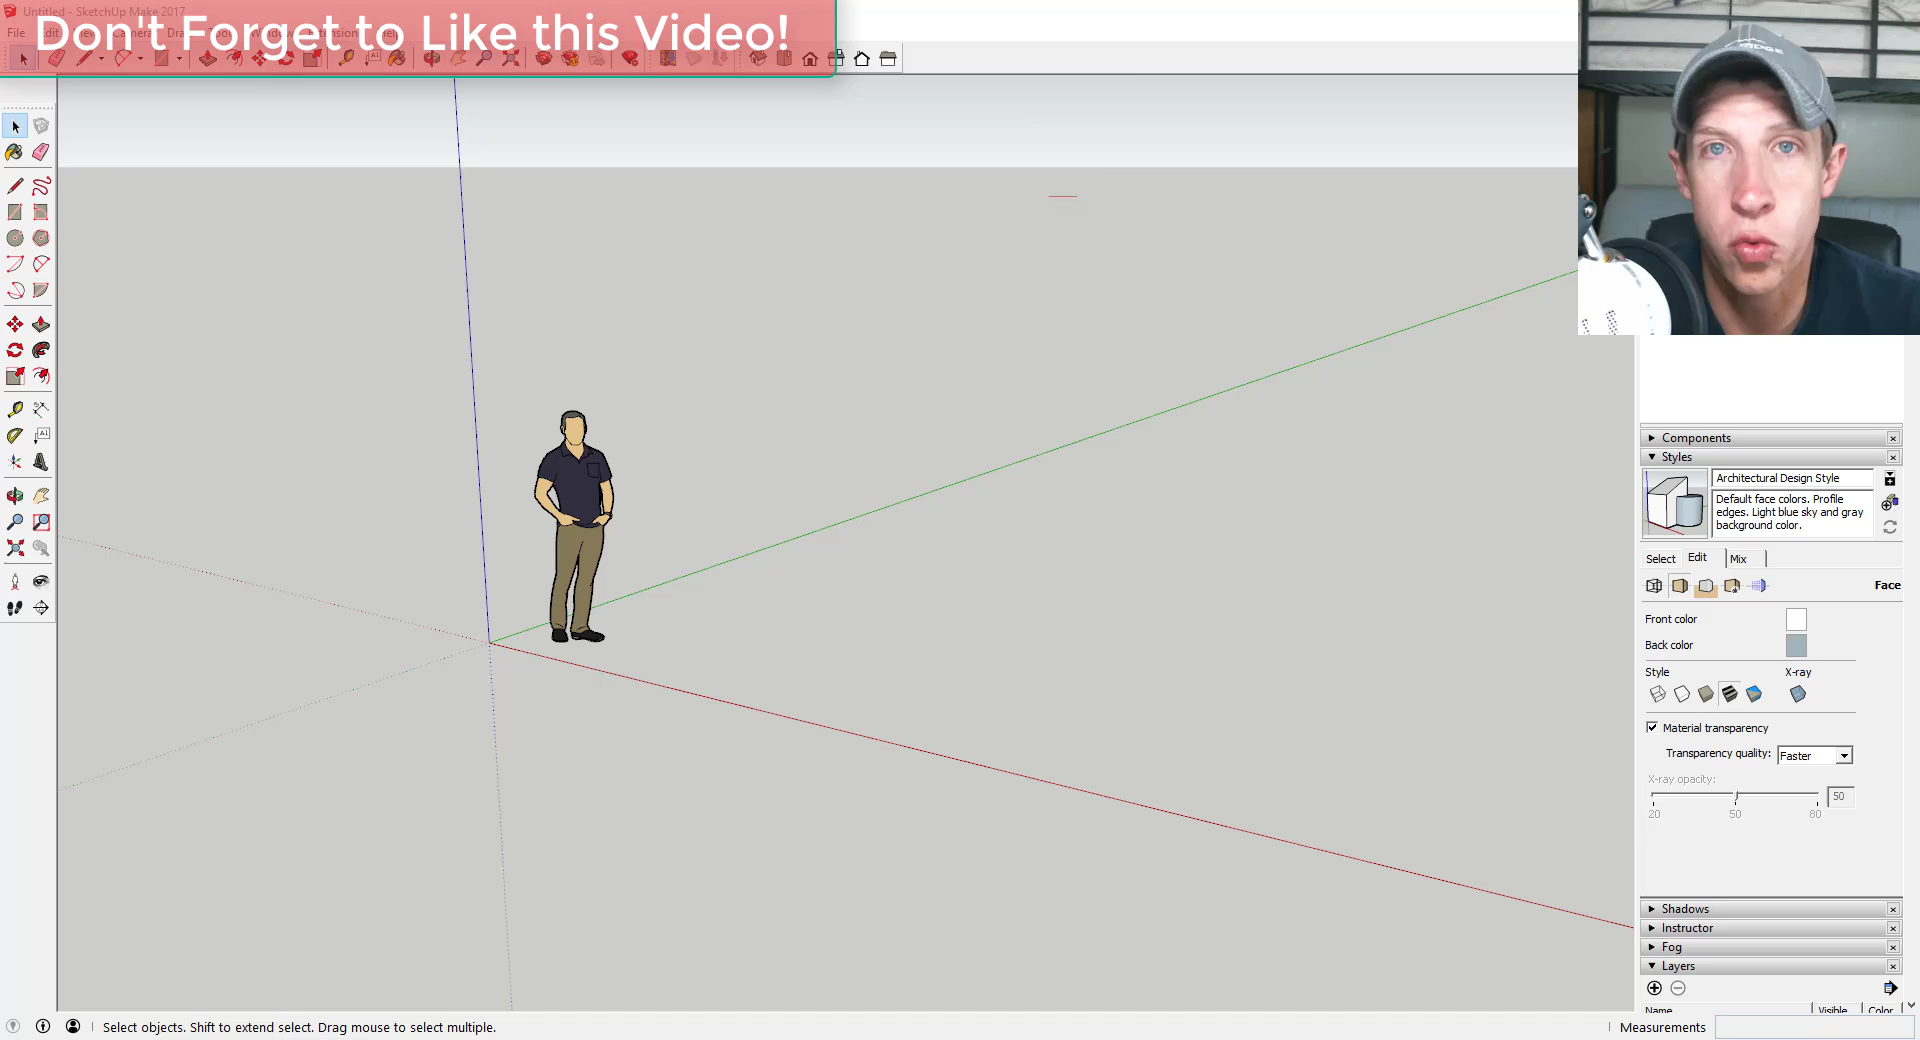 Untitled - SketchUp Make 2017
Don't Forget to Like this Video!
File
Components
Styles
Architectural Design Style
Default face colors. Profile
edges. Light blue sky and gray
background color.
Select Edit Mix
Face
Front color
Back color
Style X-ray
Material transparency
Transparency quality: Faster
X-ray opacity:
50
20 50 80
Shadows
Instructor
Fog
Layers
Name Visible Color
Select objects. Shift to extend select. Drag mouse to select multiple.
Measurements